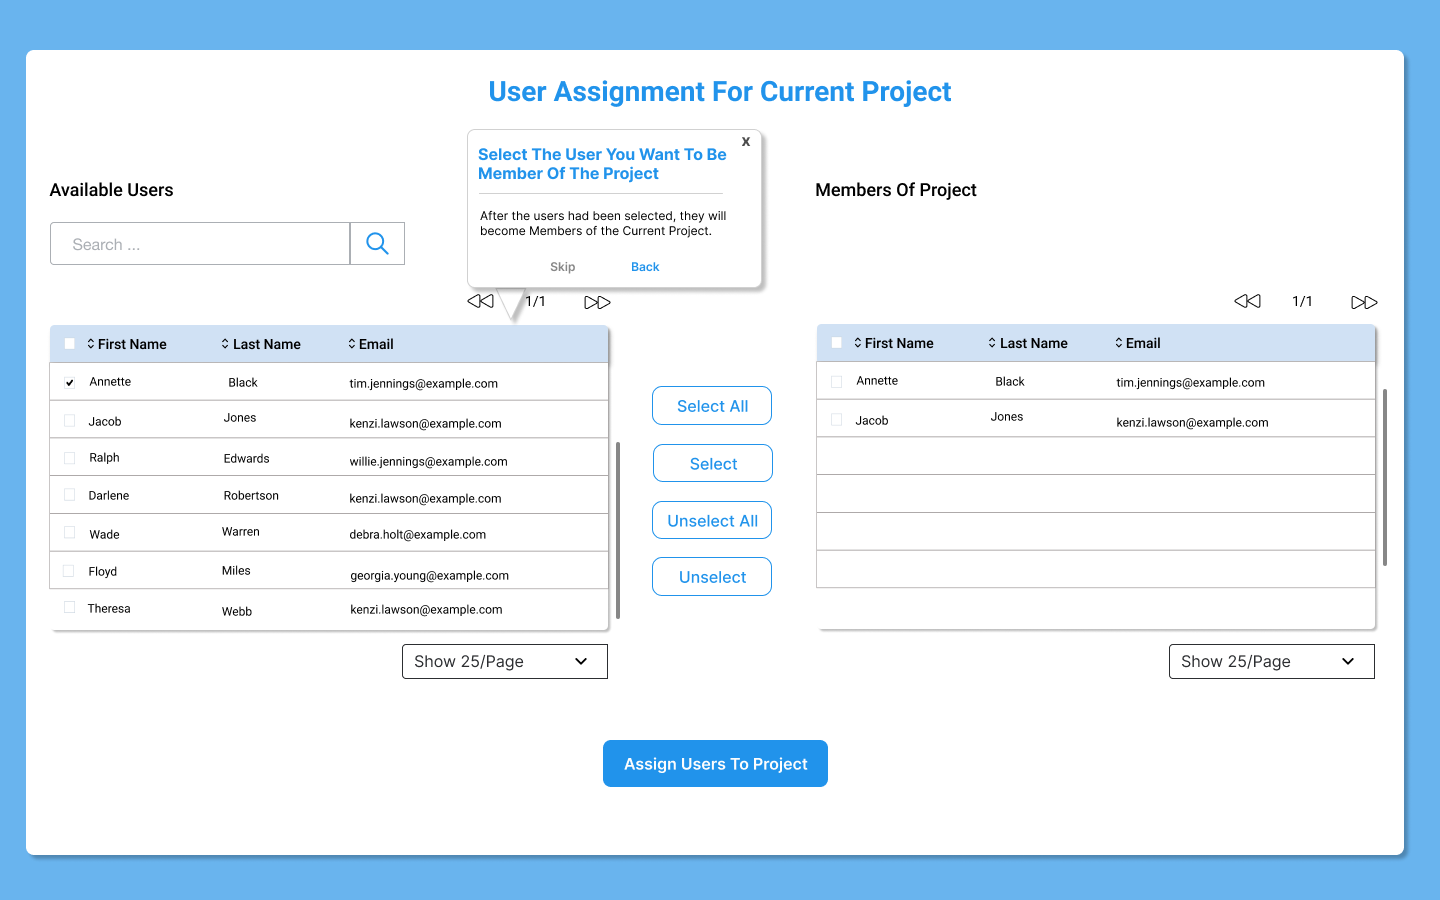 User Assignment For Current Project
x
Select The User You Want To Be
Member Of The Project
After the users had been selected, they will
become Members of the Current Project.
Skip Back
Available Users
Search ...
1/1
First Name Last Name Email
Annette Black tim.jennings@example.com
Jacob Jones kenzi.lawson@example.com
Ralph Edwards willie.jennings@example.com
Darlene Robertson kenzi.lawson@example.com
Wade Warren debra.holt@example.com
Floyd Miles georgia.young@example.com
Theresa Webb kenzi.lawson@example.com
Show 25/Page
Select All
Select
Unselect All
Unselect
Members Of Project
1/1
First Name Last Name Email
Annette Black tim.jennings@example.com
Jacob Jones kenzi.lawson@example.com
Show 25/Page
Assign Users To Project